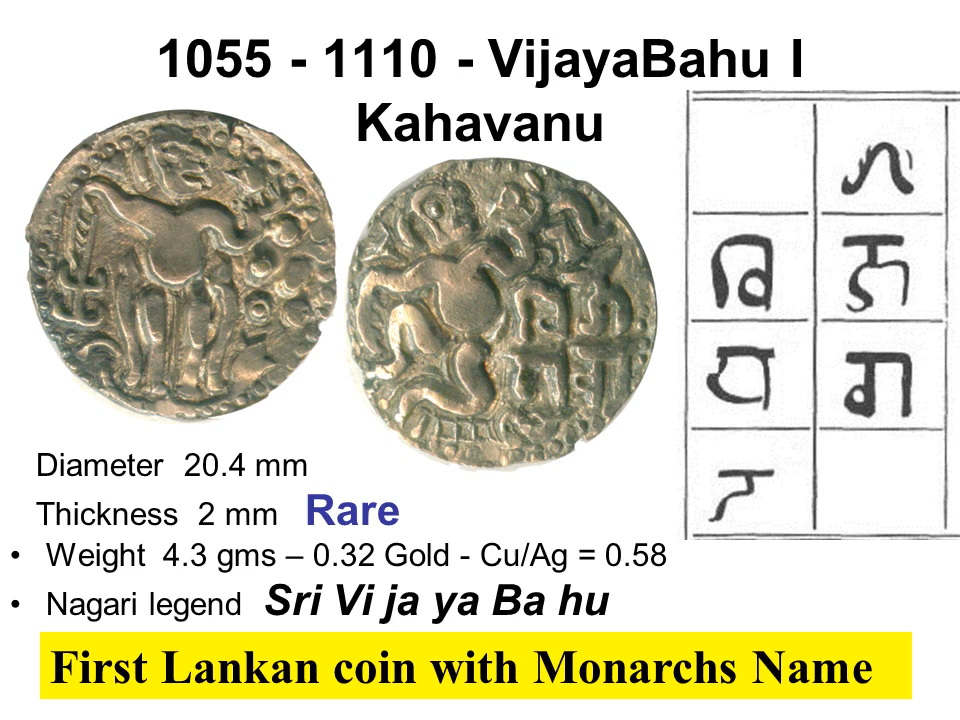 1055 - 1110 - VijayaBahu I
Kahavanu
Diameter 20.4 mm
Thickness 2 mm Rare
• Weight 4.3 gms – 0.32 Gold - Cu/Ag = 0.58
• Nagari legend Sri Vi ja ya Ba hu
First Lankan coin with Monarchs Name